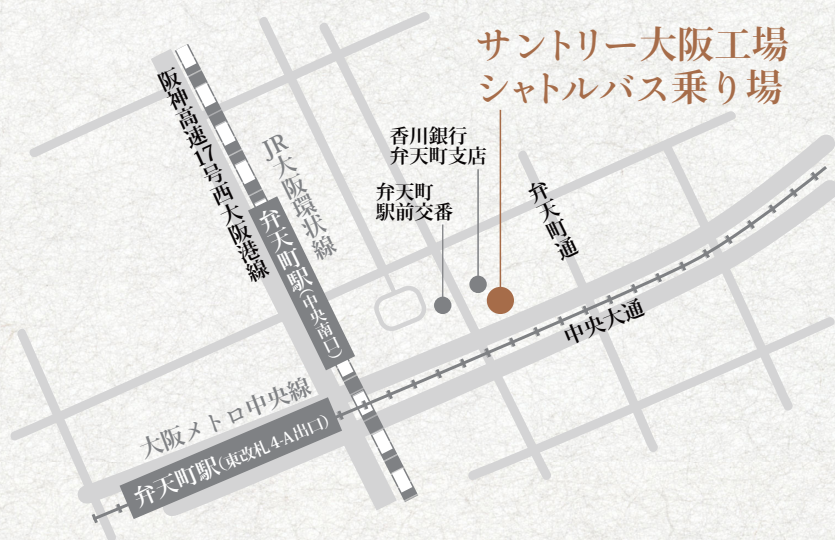 サントリー大阪工場
シャトルバス乗り場
阪神高速17号西大阪港線
JR大阪環状線
香川銀行
弁天町支店
弁天町
駅前交番
弁天町通
弁天町駅(中央南口)
中央大通
大阪メトロ中央線
弁天町駅(東改札4-A出口)